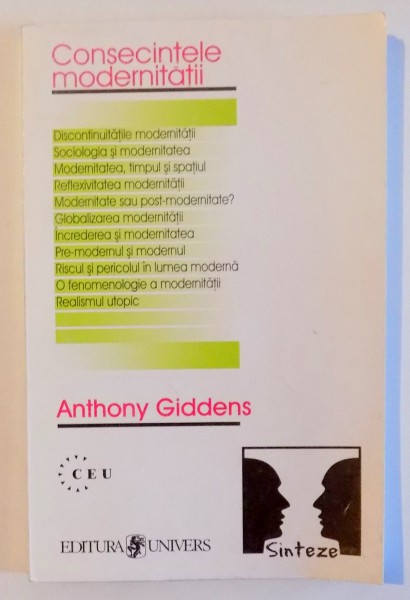 Consecințele
modernității
Discontinuitățile modernității
Sociologia și modernitatea
Modernitatea, timpul și spațiul
Reflexivitatea modernității
Modernitate sau post-modernitate?
Globalizarea modernității
Încrederea și modernitatea
Pre-modernul și modernul
Riscul și pericolul în lumea modernă
O fenomenologie a modernității
Realismul utopic
Anthony Giddens
CEU
EDITURA UNIVERS
Sinteze